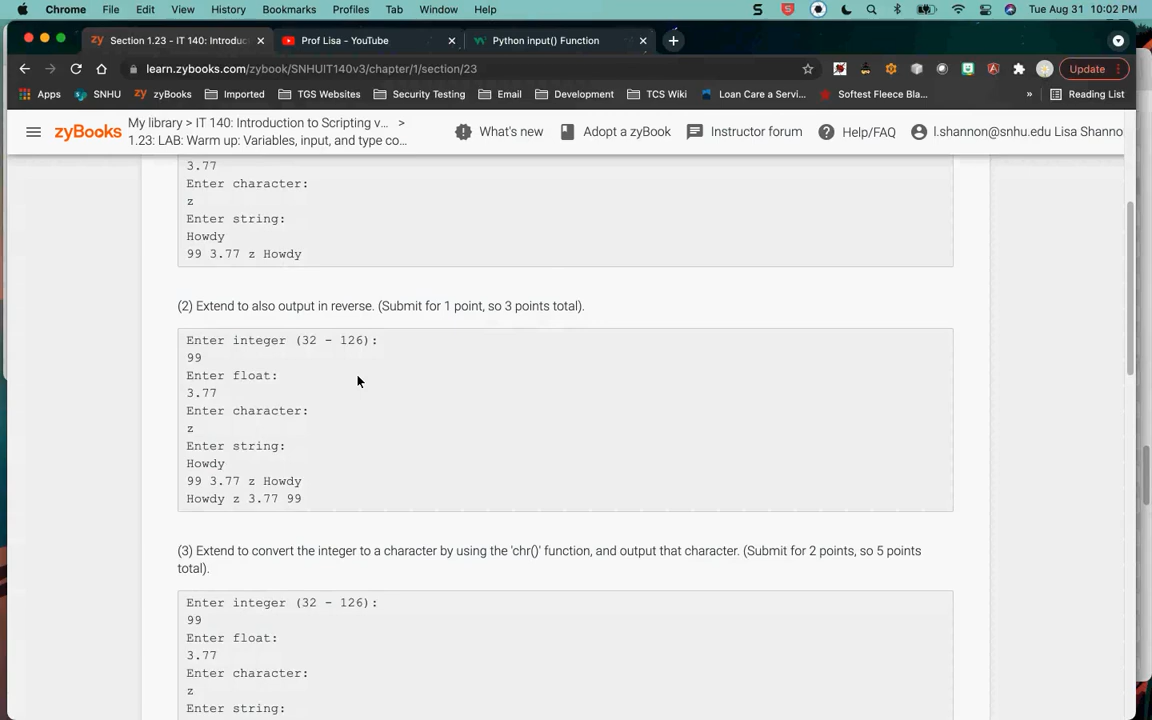 Chrome File Edit View History Bookmarks Profiles Tab Window Help Tue Aug 31 10:02 PM
Section 1.23 - IT 140: Introduc Prof Lisa - YouTube Python input() Function
learn.zybooks.com/zybook/SNHUIT140v3/chapter/1/section/23 Update
Apps SNHU zyBooks Imported TGS Websites Security Testing Email Development TCS Wiki Loan Care a Servi... Softest Fleece Bla... » Reading List
zyBooks My library > IT 140: Introduction to Scripting v... > What's new Adopt a zyBook Instructor forum Help/FAQ l.shannon@snhu.edu Lisa Shanno
1.23: LAB: Warm up: Variables, input, and type co...
3.77
Enter character:
z
Enter string:
Howdy
99 3.77 z Howdy
(2) Extend to also output in reverse. (Submit for 1 point, so 3 points total).
Enter integer (32 - 126):
99
Enter float:
3.77
Enter character:
z
Enter string:
Howdy
99 3.77 z Howdy
Howdy z 3.77 99
(3) Extend to convert the integer to a character by using the 'chr()' function, and output that character. (Submit for 2 points, so 5 points
total).
Enter integer (32 - 126):
99
Enter float:
3.77
Enter character:
z
Enter string: